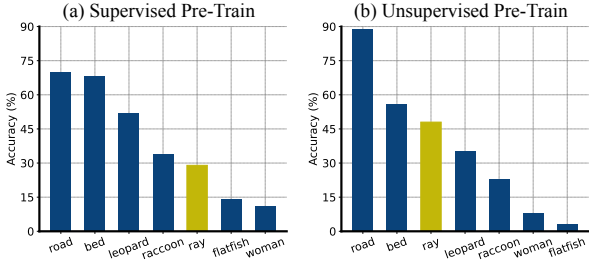 (a) Supervised Pre-Train
90
75
60
45
30
15
0
Accuracy (%)
road bed leopard raccoon ray flatfish woman
(b) Unsupervised Pre-Train
90
75
60
45
30
15
0
Accuracy (%)
road bed ray leopard raccoon woman flatfish